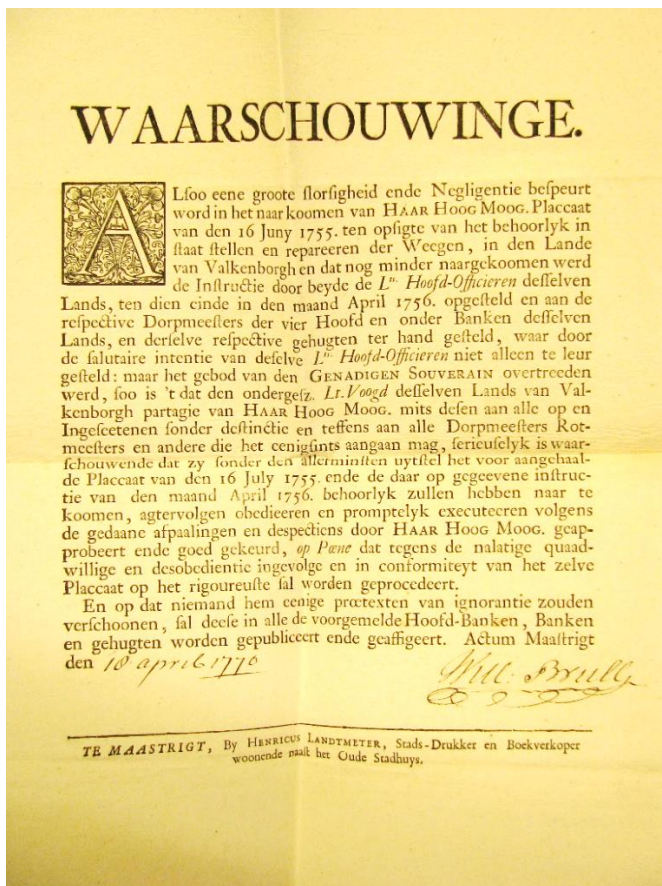 WAARSCHOUWINGE.
ALſoo eene groote ſlorſigheid ende Negligentie beſpeurt
word in het naar koomen van HAAR HOOG MOOG. Placcaat
van den 16 Juny 1755. ten opſigte van het behoorlyk in
ſtaat ſtellen en repareeren der Weegen, in den Lande
van Valkenborgh en dat nog minder naargekoomen werd
de Inſtructie door beyde de Lᵗˢ Hoofd-Officieren deſſelven
Lands, ten dien einde in den maand April 1756. opgeſteld en aan de
reſpective Dorpmeeſters der vier Hoofd en onder Banken deſſelven
Lands, en derſelve reſpective gehugten ter hand geſteld, waar door
de ſalutaire intentie van deſelve Lᵗˢ Hoofd-Officieren niet alleen te leur
geſteld: maar het gebod van den GENADIGEN SOUVERAIN overtreeden
werd, ſoo is 't dat den ondergeſz. Lt. Voogd deſſelven Lands van Val-
kenborgh partagie van HAAR HOOG MOOG. mits deſen aan alle op en
Ingeſeetenen ſonder deſtinctie en teffens aan alle Dorpmeeſters Rot-
meeſters en andere die het eenigſints aangaan mag, ſerieuſelyk is waar-
ſchouwende dat zy ſonder den allerminſten uytſtel het voor aangehaal-
de Placcaat van den 16 July 1755. ende de daar op gegeevene inſtruc-
tie van den maand April 1756. behoorlyk zullen hebben naar te
koomen, agtervolgen obedieeren en promptelyk executeeren volgens
de gedaane afpaalingen en deſpectiens door HAAR HOOG MOOG. geap-
probeert ende goed gekeurd, op Pœne dat tegens de nalatige quaad-
willige en desobedientie ingevolge en in conformiteyt van het zelve
Placcaat op het rigoureuſte ſal worden geprocedeert.
En op dat niemand hem eenige prætexten van ignorantie zouden
verſchoonen, ſal deeſe in alle de voorgemelde Hoofd-Banken, Banken
en gehugten worden gepubliceert ende geaffigeert. Actum Maaſtrigt
den 18 april 1770
Will: Brull
TE MAASTRIGT, By HENRICUS LANDTMETER, Stads-Drukker en Boekverkoper
woonende naaſt het Oude Stadhuys.